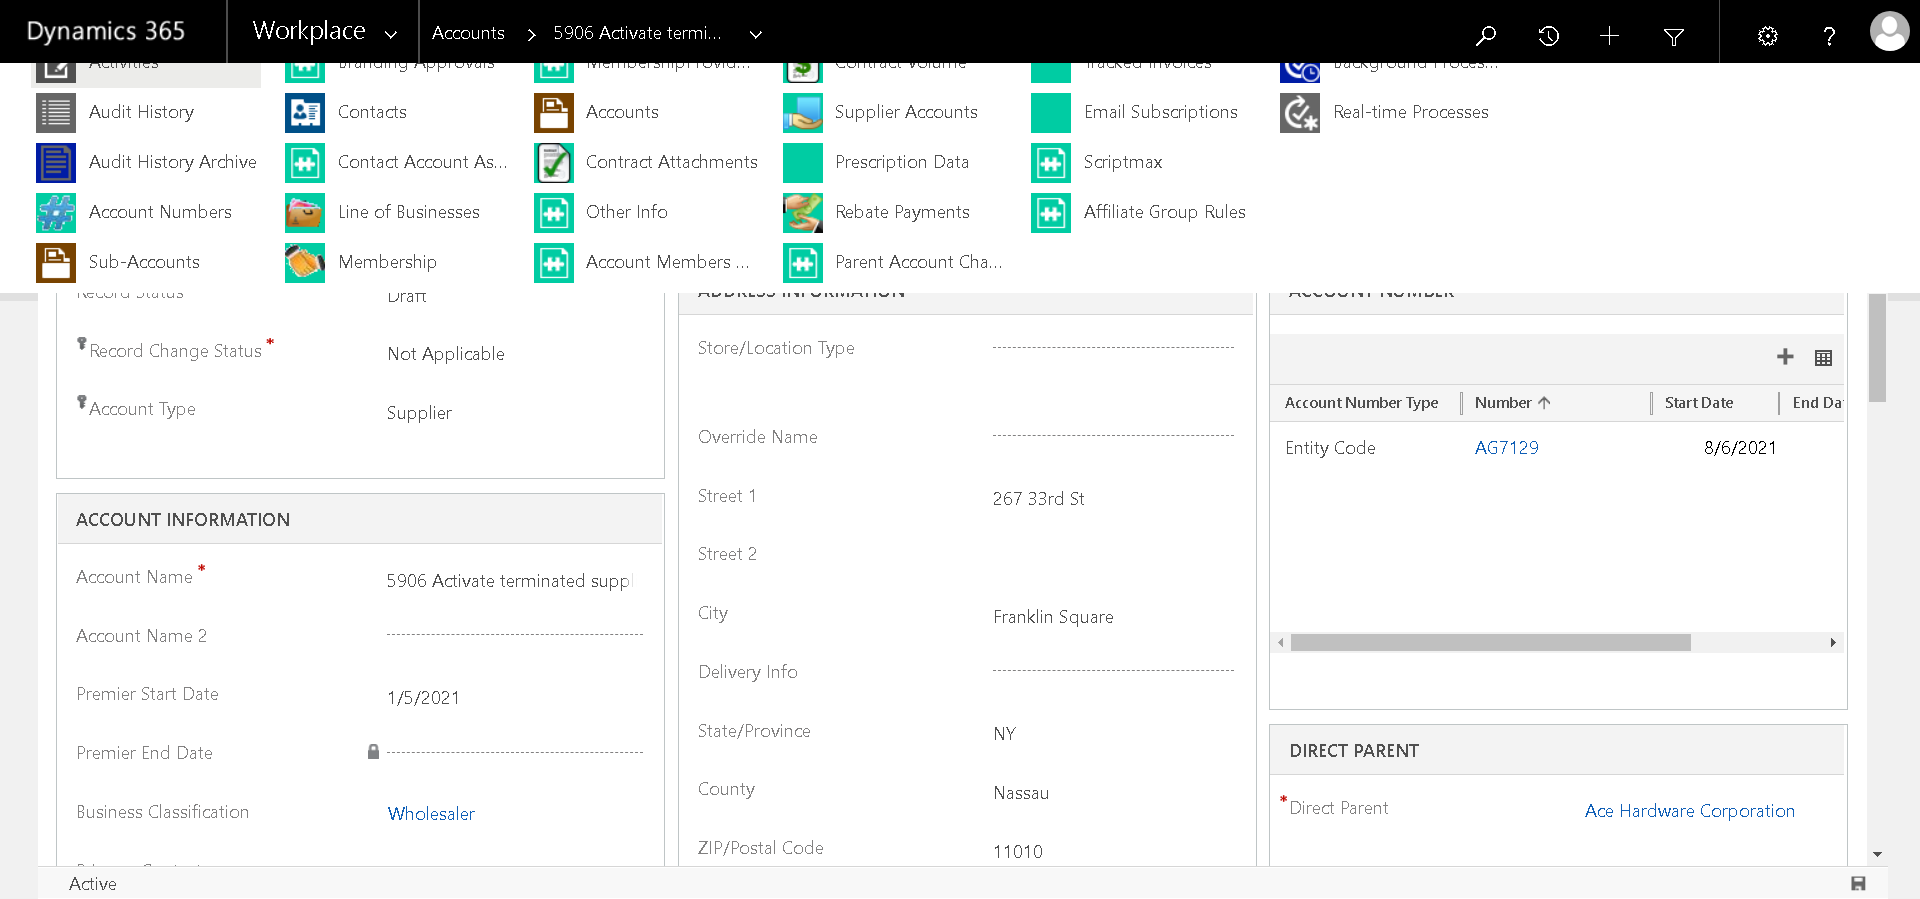 Dynamics 365
Workplace
Accounts
5906 Activate termi...
Activities
Branding Approvals
MembershipProvid...
Contract Volume
Tracked Invoices
Background Proces...
Audit History
Contacts
Accounts
Supplier Accounts
Email Subscriptions
Real-time Processes
Audit History Archive
Contact Account As...
Contract Attachments
Prescription Data
Scriptmax
Account Numbers
Line of Businesses
Other Info
Rebate Payments
Affiliate Group Rules
Sub-Accounts
Membership
Account Members ...
Parent Account Cha...
Record Status
Draft
Record Change Status *
Not Applicable
Account Type
Supplier
ACCOUNT INFORMATION
Account Name *
5906 Activate terminated suppl
Account Name 2
Premier Start Date
1/5/2021
Premier End Date
Business Classification
Wholesaler
ADDRESS INFORMATION
Store/Location Type
Override Name
Street 1
267 33rd St
Street 2
City
Franklin Square
Delivery Info
State/Province
NY
County
Nassau
ZIP/Postal Code
11010
ACCOUNT NUMBER
Account Number Type
Number
Start Date
End Da
Entity Code
AG7129
8/6/2021
DIRECT PARENT
* Direct Parent
Ace Hardware Corporation
Active